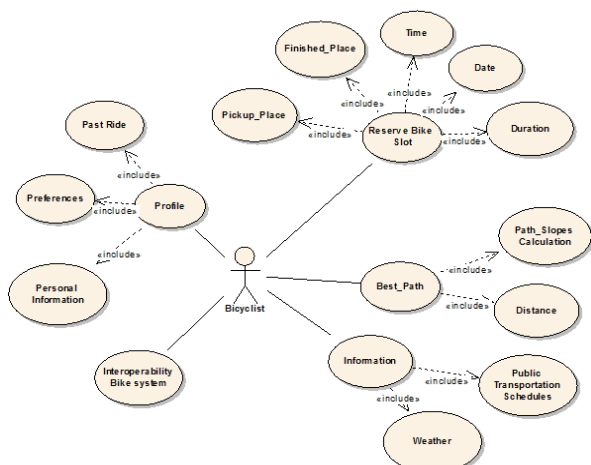 Time
Finished_Place
Date
«include»
«include»
«include»
Pickup_Place
«include»
Reserve Bike
Slot
«include»
Duration
Past Ride
«include»
Preferences
«include»
Profile
«include»
Personal
Information
Bicyclist
Path_Slopes
Calculation
«include»
Best_Path
«include»
Distance
Interoperability
Bike system
Information
«include»
Public
Transportation
Schedules
«include»
Weather